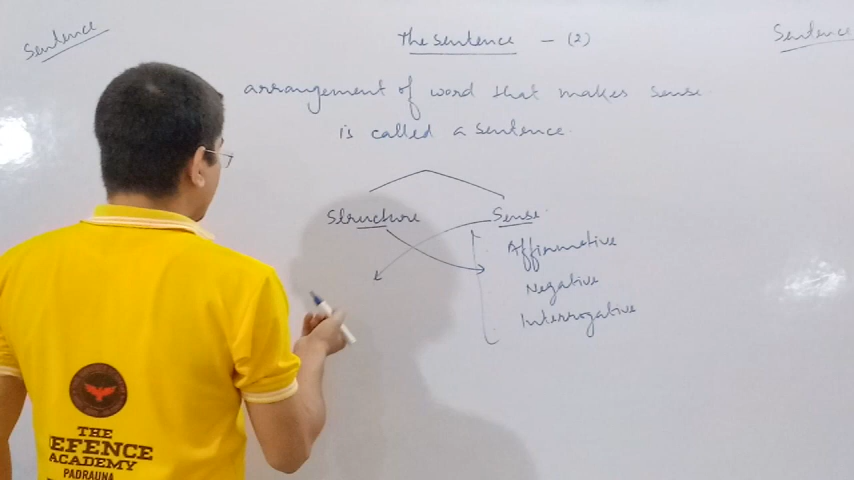 Sentence
The Sentence - (2)
Sentence
arrangement of word that makes sense
is called a sentence.
Structure
Sense
Affirmative
Negative
Interrogative
THE
DEFENCE
ACADEMY
PADRAUNA